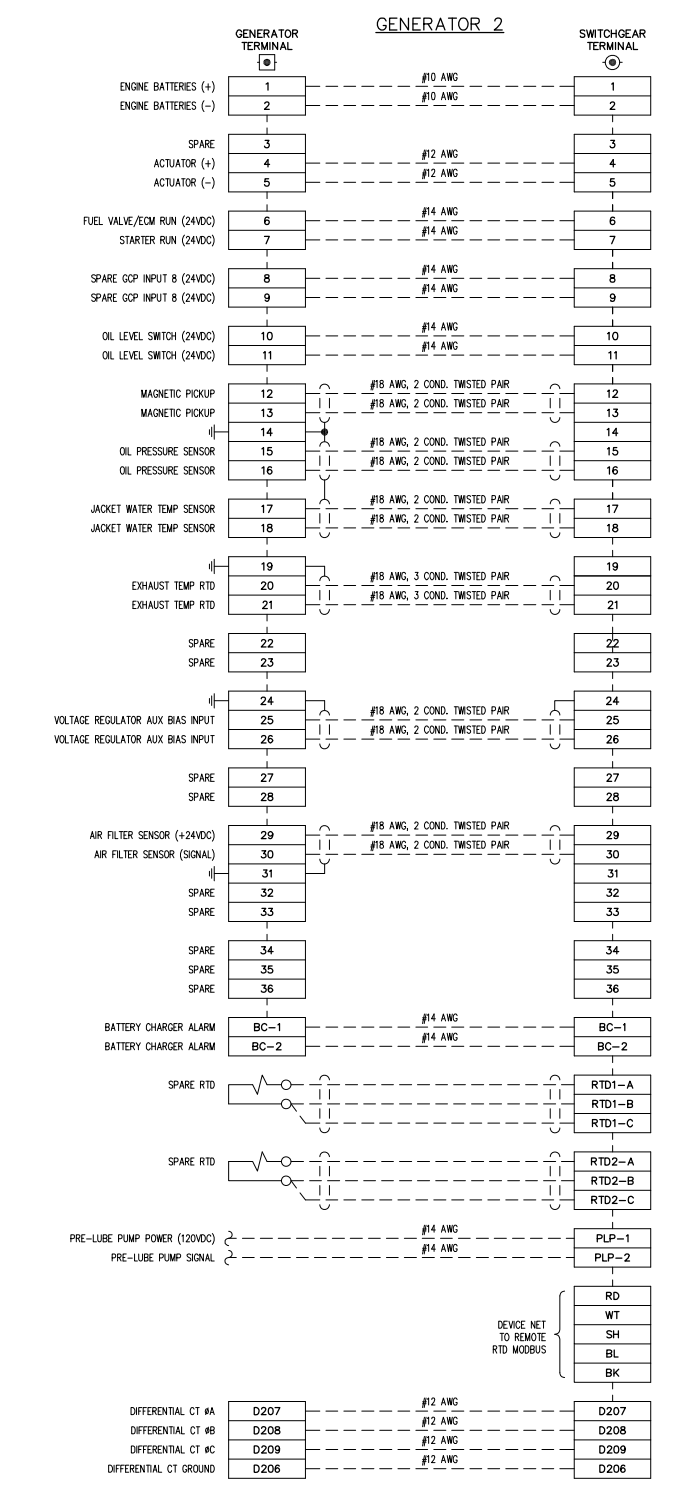 GENERATOR 2
GENERATOR TERMINAL
SWITCHGEAR TERMINAL
#10 AWG
ENGINE BATTERIES (+) 1 1
#10 AWG
ENGINE BATTERIES (-) 2 2
SPARE 3 3
#12 AWG
ACTUATOR (+) 4 4
#12 AWG
ACTUATOR (-) 5 5
#14 AWG
FUEL VALVE/ECM RUN (24VDC) 6 6
#14 AWG
STARTER RUN (24VDC) 7 7
#14 AWG
SPARE GCP INPUT 8 (24VDC) 8 8
#14 AWG
SPARE GCP INPUT 8 (24VDC) 9 9
#14 AWG
OIL LEVEL SWITCH (24VDC) 10 10
#14 AWG
OIL LEVEL SWITCH (24VDC) 11 11
#18 AWG, 2 COND. TWISTED PAIR
MAGNETIC PICKUP 12 12
#18 AWG, 2 COND. TWISTED PAIR
MAGNETIC PICKUP 13 13
14 14
#18 AWG, 2 COND. TWISTED PAIR
OIL PRESSURE SENSOR 15 15
#18 AWG, 2 COND. TWISTED PAIR
OIL PRESSURE SENSOR 16 16
#18 AWG, 2 COND. TWISTED PAIR
JACKET WATER TEMP SENSOR 17 17
#18 AWG, 2 COND. TWISTED PAIR
JACKET WATER TEMP SENSOR 18 18
19 19
#18 AWG, 3 COND. TWISTED PAIR
EXHAUST TEMP RTD 20 20
#18 AWG, 3 COND. TWISTED PAIR
EXHAUST TEMP RTD 21 21
SPARE 22 22
SPARE 23 23
24 24
#18 AWG, 2 COND. TWISTED PAIR
VOLTAGE REGULATOR AUX BIAS INPUT 25 25
#18 AWG, 2 COND. TWISTED PAIR
VOLTAGE REGULATOR AUX BIAS INPUT 26 26
SPARE 27 27
SPARE 28 28
#18 AWG, 2 COND. TWISTED PAIR
AIR FILTER SENSOR (+24VDC) 29 29
#18 AWG, 2 COND. TWISTED PAIR
AIR FILTER SENSOR (SIGNAL) 30 30
31 31
SPARE 32 32
SPARE 33 33
SPARE 34 34
SPARE 35 35
SPARE 36 36
#14 AWG
BATTERY CHARGER ALARM BC-1 BC-1
#14 AWG
BATTERY CHARGER ALARM BC-2 BC-2
SPARE RTD RTD1-A
RTD1-B
RTD1-C
SPARE RTD RTD2-A
RTD2-B
RTD2-C
#14 AWG
PRE-LUBE PUMP POWER (120VDC) PLP-1
#14 AWG
PRE-LUBE PUMP SIGNAL PLP-2
DEVICE NET
TO REMOTE
RTD MODBUS
RD
WT
SH
BL
BK
#12 AWG
DIFFERENTIAL CT øA D207 D207
#12 AWG
DIFFERENTIAL CT øB D208 D208
#12 AWG
DIFFERENTIAL CT øC D209 D209
#12 AWG
DIFFERENTIAL CT GROUND D206 D206